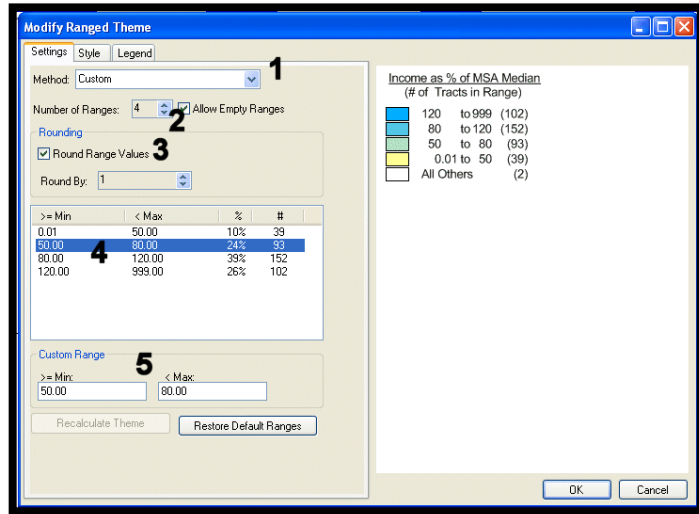 Modify Ranged Theme
Settings Style Legend
Method: Custom 1
Number of Ranges: 4 Allow Empty Ranges
2
Rounding
Round Range Values 3
Round By: 1
>= Min < Max % #
0.01 50.00 10% 39
50.00 80.00 24% 93
4
80.00 120.00 39% 152
120.00 999.00 26% 102
Custom Range 5
>= Min: < Max:
50.00 80.00
Recalculate Theme Restore Default Ranges
Income as % of MSA Median
(# of Tracts in Range)
120 to 999 (102)
80 to 120 (152)
50 to 80 (93)
0.01 to 50 (39)
All Others (2)
OK Cancel